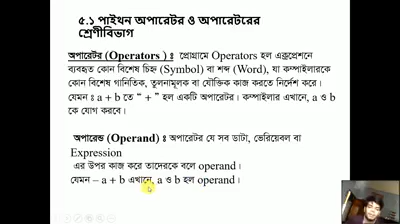 ৫.১ পাইথন অপারেটর ও অপারেটরের
শ্রেণীবিভাগ
অপারেটর (Operators) : প্রোগ্রামে Operators হল এক্সপ্রেশনে
ব্যবহৃত কোন বিশেষ চিহ্ন (Symbol) বা শব্দ (Word), যা কম্পাইলারকে
কোন বিশেষ গানিতিক, তুলনামূলক বা যৌক্তিক কাজ করতে নির্দেশ করে।
যেমন : a + b তে “ + ” হল একটি অপারেটর। কম্পাইলার এখানে, a ও b
কে যোগ করবে।
অপারেন্ড (Operand): অপারেটর যে সব ডাটা, ভেরিয়েবল বা
Expression
এর উপর কাজ করে তাদেরকে বলে operand।
যেমন – a + b এখানে, a ও b হল operand।